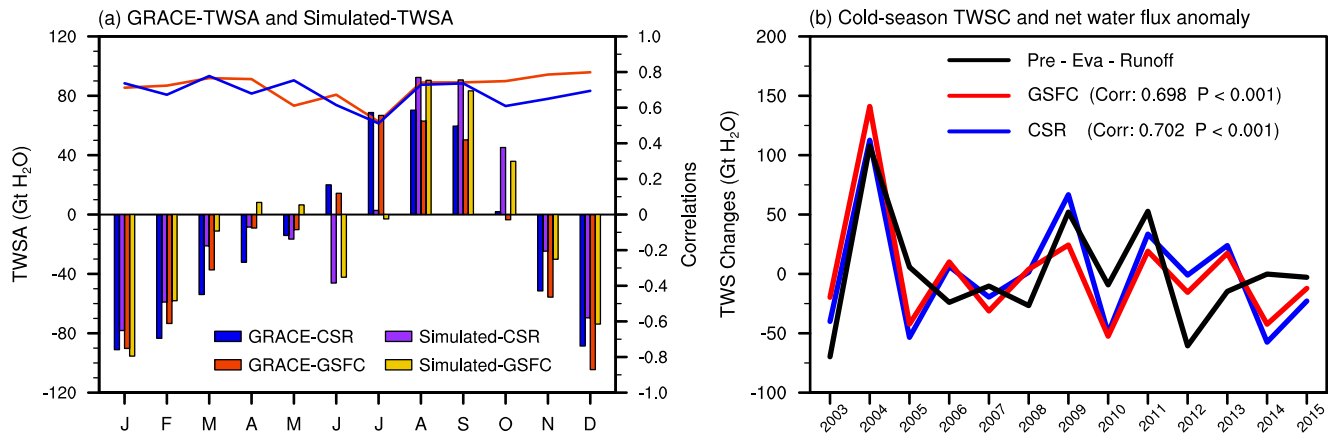 (a) GRACE-TWSA and Simulated-TWSA
120
80
40
0
-40
-80
-120
TWSA (Gt H₂O)
1.0
0.8
0.6
0.4
0.2
0
-0.2
-0.4
-0.6
-0.8
-1.0
Correlations
GRACE-CSR
Simulated-CSR
GRACE-GSFC
Simulated-GSFC
J F M A M J J A S O N D
(b) Cold-season TWSC and net water flux anomaly
200
150
100
50
0
-50
-100
TWS Changes (Gt H₂O)
Pre - Eva - Runoff
GSFC (Corr: 0.698 P < 0.001)
CSR (Corr: 0.702 P < 0.001)
2003 2004 2005 2006 2007 2008 2009 2010 2011 2012 2013 2014 2015